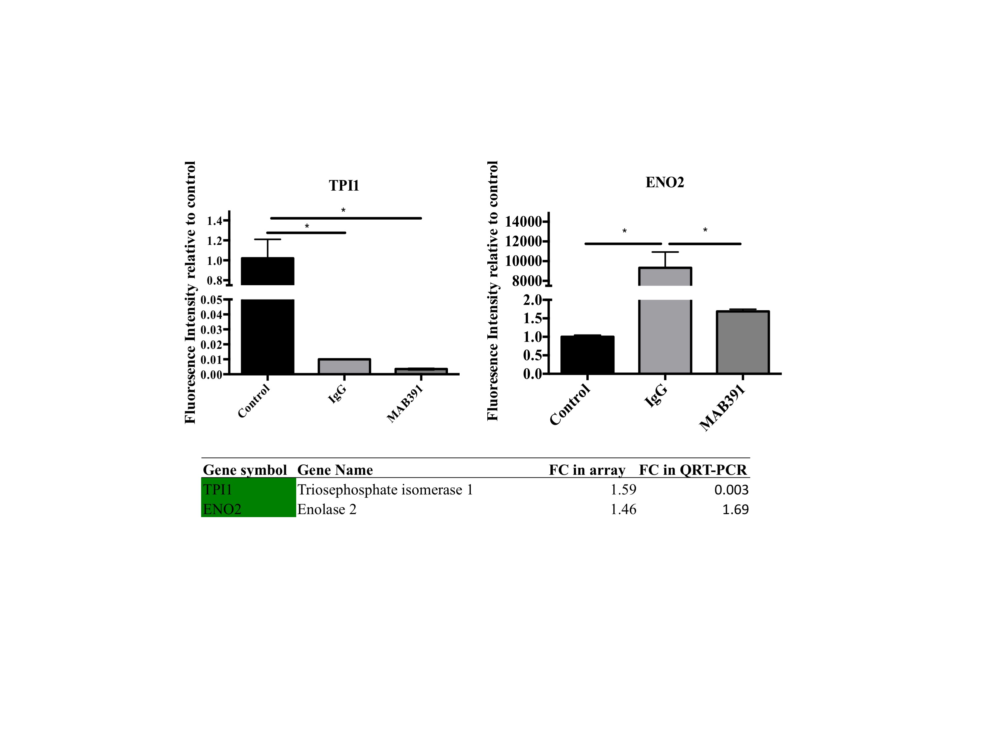 TPI1
Fluoresence Intensity relative to control
1.4
1.2
1.0
0.8
0.05
0.04
0.03
0.02
0.01
0.00
*
*
Control
IgG
MAB391
ENO2
Fluoresence Intensity relative to control
14000
12000
10000
8000
2.0
1.5
1.0
0.5
0.0
*
*
Control
IgG
MAB391
Gene symbol Gene Name FC in array FC in QRT-PCR
TPI1 Triosephosphate isomerase 1 1.59 0.003
ENO2 Enolase 2 1.46 1.69